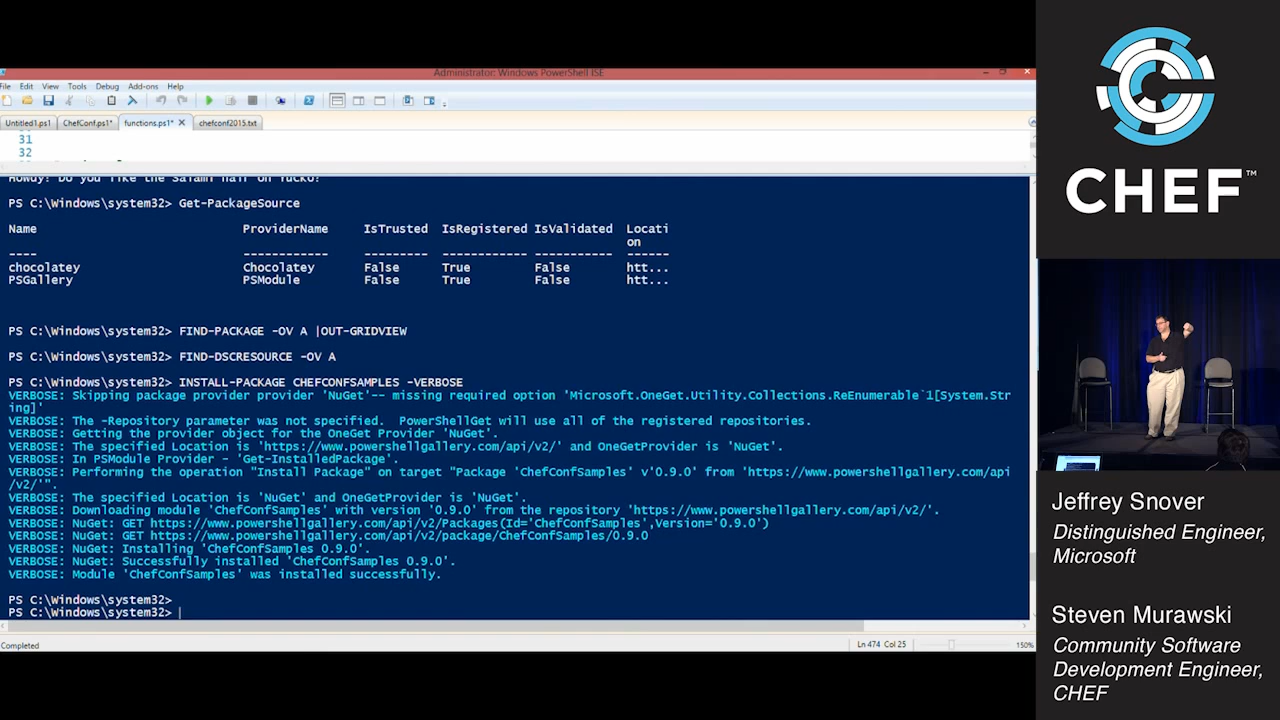 Administrator: Windows PowerShell ISE
File Edit View Tools Debug Add-ons Help
Untitled1.ps1 ChefConf.ps1* functions.ps1* X chefconf2015.txt
31
32
Howdy! Do you like the Salami hair on Yucko?
PS C:\Windows\system32> Get-PackageSource
Name ProviderName IsTrusted IsRegistered IsValidated Locati
on
---- ------------ --------- ------------ ----------- ------
chocolatey Chocolatey False True False htt...
PSGallery PSModule False True False htt...
PS C:\Windows\system32> FIND-PACKAGE -OV A |OUT-GRIDVIEW
PS C:\Windows\system32> FIND-DSCRESOURCE -OV A
PS C:\Windows\system32> INSTALL-PACKAGE CHEFCONFSAMPLES -VERBOSE
VERBOSE: Skipping package provider provider 'NuGet'-- missing required option 'Microsoft.OneGet.Utility.Collections.ReEnumerable`1[System.Str
ing]'
VERBOSE: The -Repository parameter was not specified.  PowerShellGet will use all of the registered repositories.
VERBOSE: Getting the provider object for the OneGet Provider 'NuGet'.
VERBOSE: The specified Location is 'https://www.powershellgallery.com/api/v2/' and OneGetProvider is 'NuGet'.
VERBOSE: In PSModule Provider - 'Get-InstalledPackage'.
VERBOSE: Performing the operation "Install Package" on target "Package 'ChefConfSamples' v'0.9.0' from 'https://www.powershellgallery.com/api
/v2/'".
VERBOSE: The specified Location is 'NuGet' and OneGetProvider is 'NuGet'.
VERBOSE: Downloading module 'ChefConfSamples' with version '0.9.0' from the repository 'https://www.powershellgallery.com/api/v2/'.
VERBOSE: NuGet: GET https://www.powershellgallery.com/api/v2/Packages(Id='ChefConfSamples',Version='0.9.0')
VERBOSE: NuGet: GET https://www.powershellgallery.com/api/v2/package/ChefConfSamples/0.9.0
VERBOSE: NuGet: Installing 'ChefConfSamples 0.9.0'.
VERBOSE: NuGet: Successfully installed 'ChefConfSamples 0.9.0'.
VERBOSE: Module 'ChefConfSamples' was installed successfully.
PS C:\Windows\system32>
PS C:\Windows\system32>
Completed Ln 474 Col 25 150%
CHEF™
Jeffrey Snover
Distinguished Engineer,
Microsoft
Steven Murawski
Community Software
Development Engineer,
CHEF